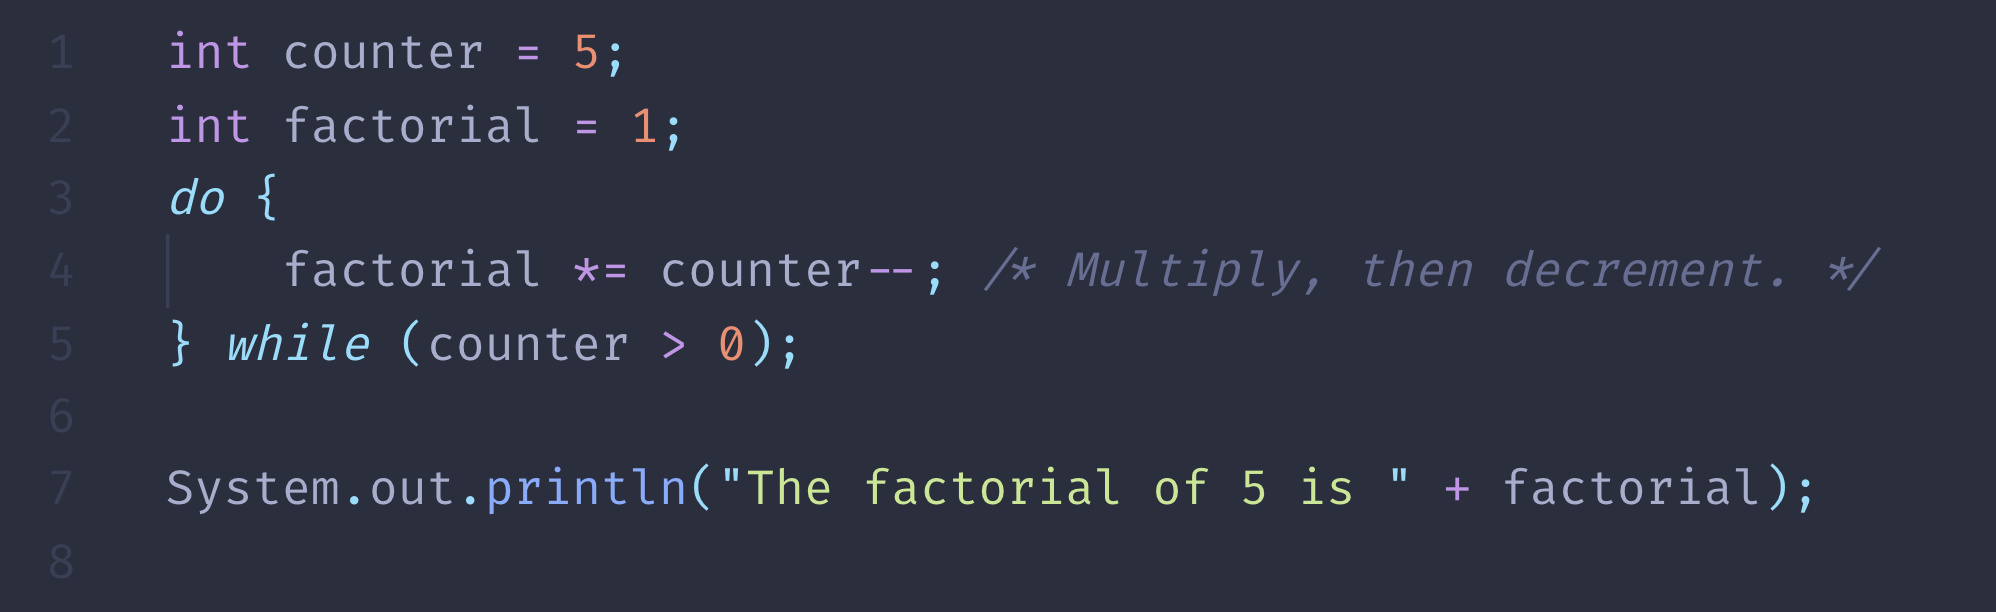 1 int counter = 5;
2 int factorial = 1;
3 do {
4     factorial *= counter--; /* Multiply, then decrement. */
5 } while (counter > 0);
6
7 System.out.println("The factorial of 5 is " + factorial);
8